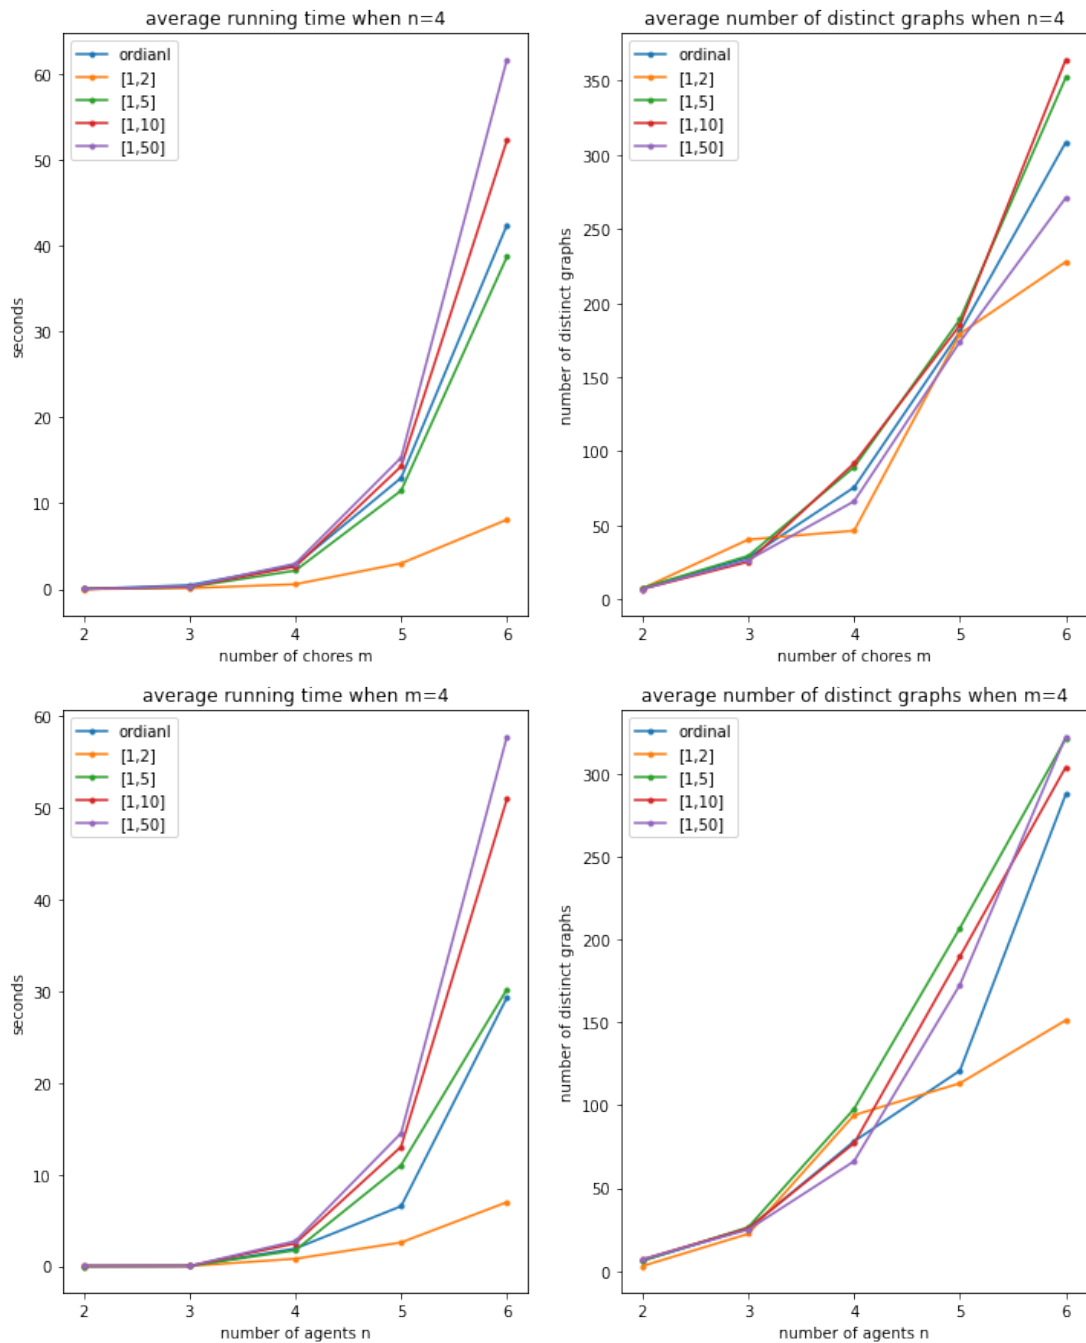 average running time when n=4
ordianl
[1,2]
[1,5]
[1,10]
[1,50]
60
50
40
30
20
10
0
seconds
2 3 4 5 6
number of chores m
average number of distinct graphs when n=4
ordinal
[1,2]
[1,5]
[1,10]
[1,50]
350
300
250
200
150
100
50
0
number of distinct graphs
2 3 4 5 6
number of chores m
average running time when m=4
ordianl
[1,2]
[1,5]
[1,10]
[1,50]
60
50
40
30
20
10
0
seconds
2 3 4 5 6
number of agents n
average number of distinct graphs when m=4
ordinal
[1,2]
[1,5]
[1,10]
[1,50]
300
250
200
150
100
50
0
number of distinct graphs
2 3 4 5 6
number of agents n